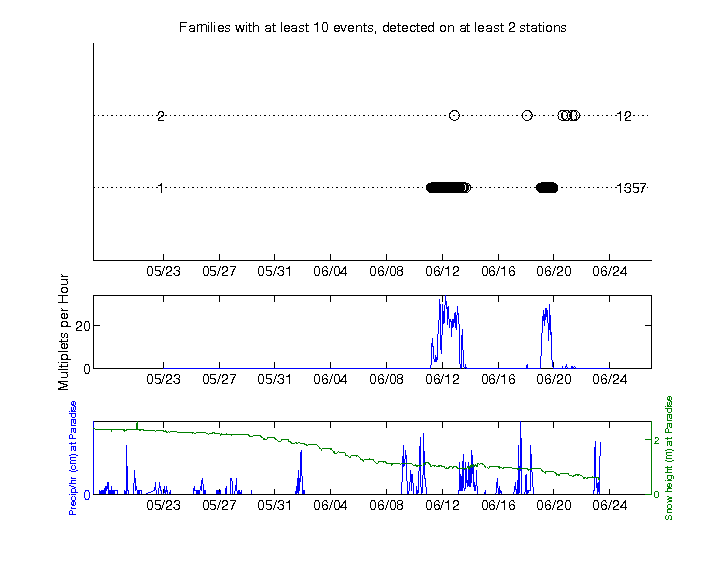 Families with at least 10 events, detected on at least 2 stations
2 12
1 1357
05/23 05/27 05/31 06/04 06/08 06/12 06/16 06/20 06/24
Multiplets per Hour
20
0
05/23 05/27 05/31 06/04 06/08 06/12 06/16 06/20 06/24
Precip/hr (cm) at Paradise
Snow height (m) at Paradise
2
0 0
05/23 05/27 05/31 06/04 06/08 06/12 06/16 06/20 06/24